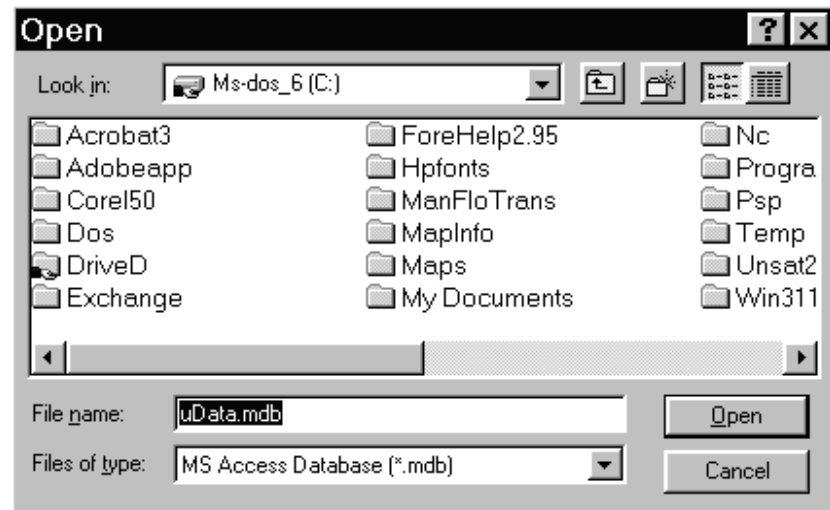 Open
Look in: Ms-dos_6 (C:)
Acrobat3 ForeHelp2.95 Nc
Adobeapp Hpfonts Progra
Corel50 ManFloTrans Psp
Dos MapInfo Temp
DriveD Maps Unsat2
Exchange My Documents Win311
File name: uData.mdb Open
Files of type: MS Access Database (*.mdb) Cancel